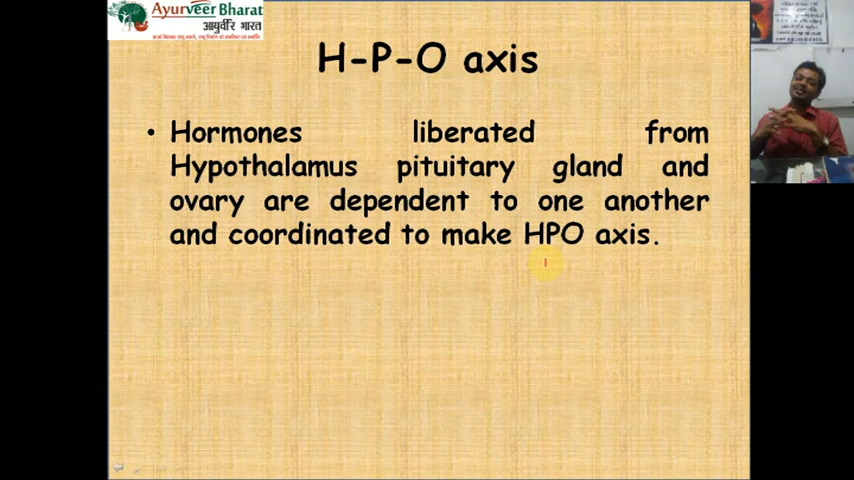 Ayurveer Bharat
आयुर्वीर भारत
H-P-O axis
• Hormones liberated from
Hypothalamus pituitary gland and
ovary are dependent to one another
and coordinated to make HPO axis.